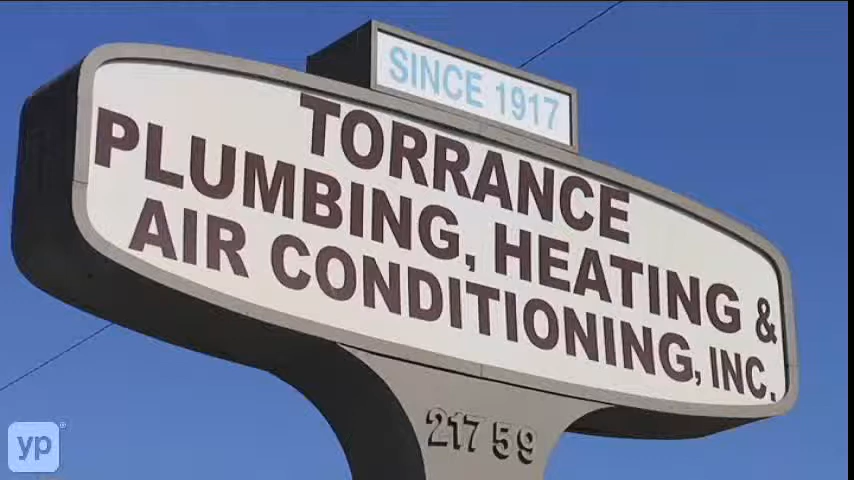 SINCE 1917
TORRANCE
PLUMBING, HEATING &
AIR CONDITIONING, INC.
21759
yp